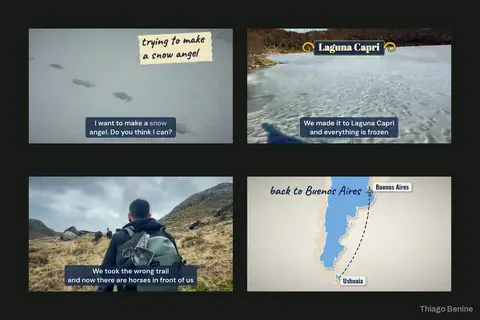 trying to make
a snow angel
I want to make a snow
angel. Do you think I can?
Laguna Capri
We made it to Laguna Capri
and everything is frozen
We took the wrong trail
and now there are horses in front of us
back to Buenos Aires
Buenos Aires
Ushuaia
Thiago Benine